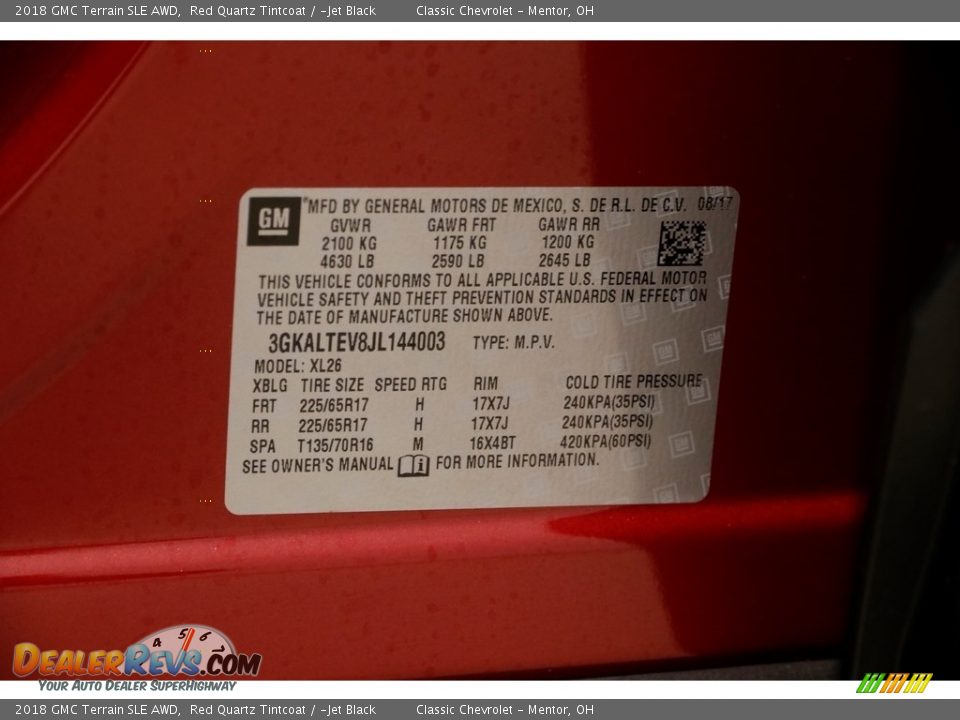 2018 GMC Terrain SLE AWD, Red Quartz Tintcoat / -Jet Black Classic Chevrolet - Mentor, OH
GM
*MFD BY GENERAL MOTORS DE MEXICO, S. DE R.L. DE C.V. 08/17
GVWR GAWR FRT GAWR RR
2100 KG 1175 KG 1200 KG
4630 LB 2590 LB 2645 LB
THIS VEHICLE CONFORMS TO ALL APPLICABLE U.S. FEDERAL MOTOR
VEHICLE SAFETY AND THEFT PREVENTION STANDARDS IN EFFECT ON
THE DATE OF MANUFACTURE SHOWN ABOVE.
3GKALTEV8JL144003 TYPE: M.P.V.
MODEL: XL26
XBLG TIRE SIZE SPEED RTG RIM COLD TIRE PRESSURE
FRT 225/65R17 H 17X7J 240KPA(35PSI)
RR 225/65R17 H 17X7J 240KPA(35PSI)
SPA T135/70R16 M 16X4BT 420KPA(60PSI)
SEE OWNER'S MANUAL FOR MORE INFORMATION.
4 5 6
DEALERREVS.COM
YOUR AUTO DEALER SUPERHIGHWAY
2018 GMC Terrain SLE AWD, Red Quartz Tintcoat / -Jet Black Classic Chevrolet - Mentor, OH